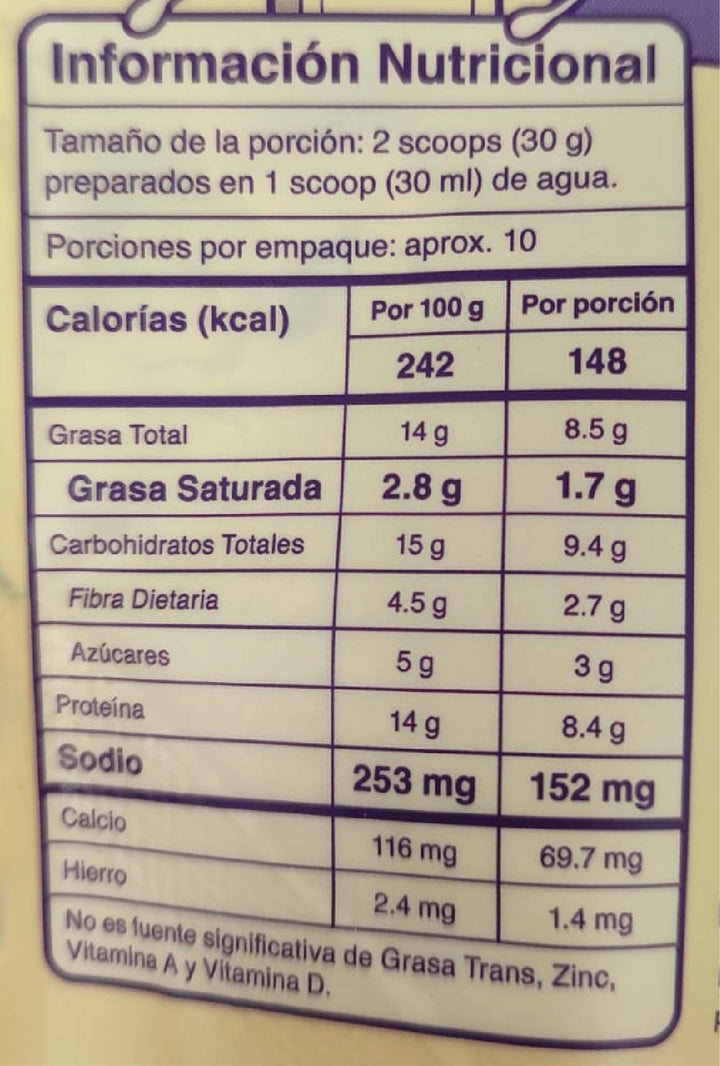 Información Nutricional
Tamaño de la porción: 2 scoops (30 g)
preparados en 1 scoop (30 ml) de agua.
Porciones por empaque: aprox. 10
Calorías (kcal) Por 100 g Por porción
242 148
Grasa Total 14 g 8.5 g
Grasa Saturada 2.8 g 1.7 g
Carbohidratos Totales 15 g 9.4 g
Fibra Dietaria 4.5 g 2.7 g
Azúcares 5 g 3 g
Proteína 14 g 8.4 g
Sodio 253 mg 152 mg
Calcio 116 mg 69.7 mg
Hierro 2.4 mg 1.4 mg
No es fuente significativa de Grasa Trans, Zinc,
Vitamina A y Vitamina D.